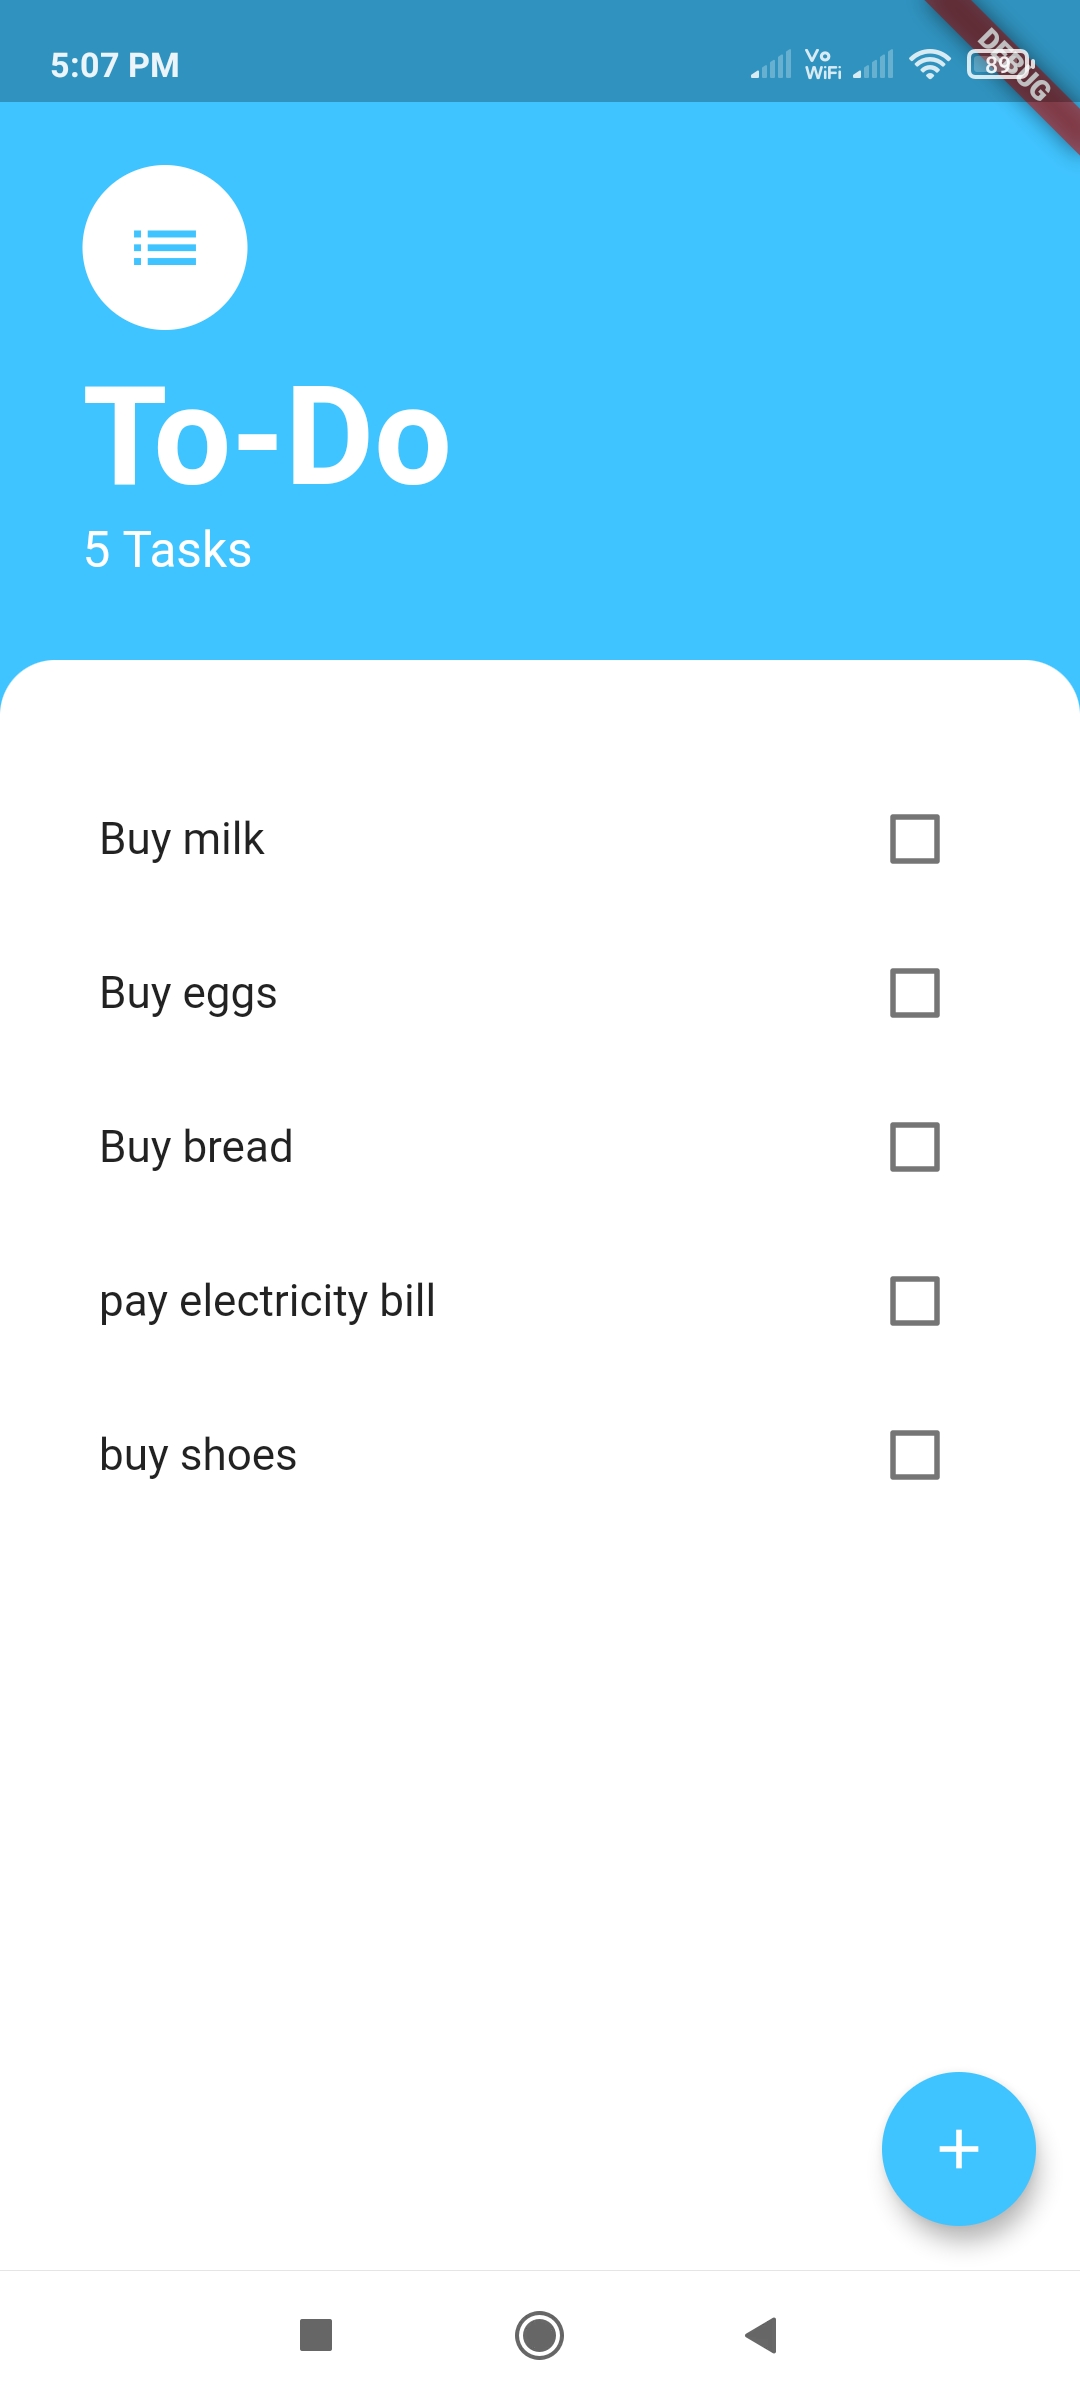 5:07 PM
Vo
WiFi
89
DEBUG
To-Do
5 Tasks
Buy milk
Buy eggs
Buy bread
pay electricity bill
buy shoes